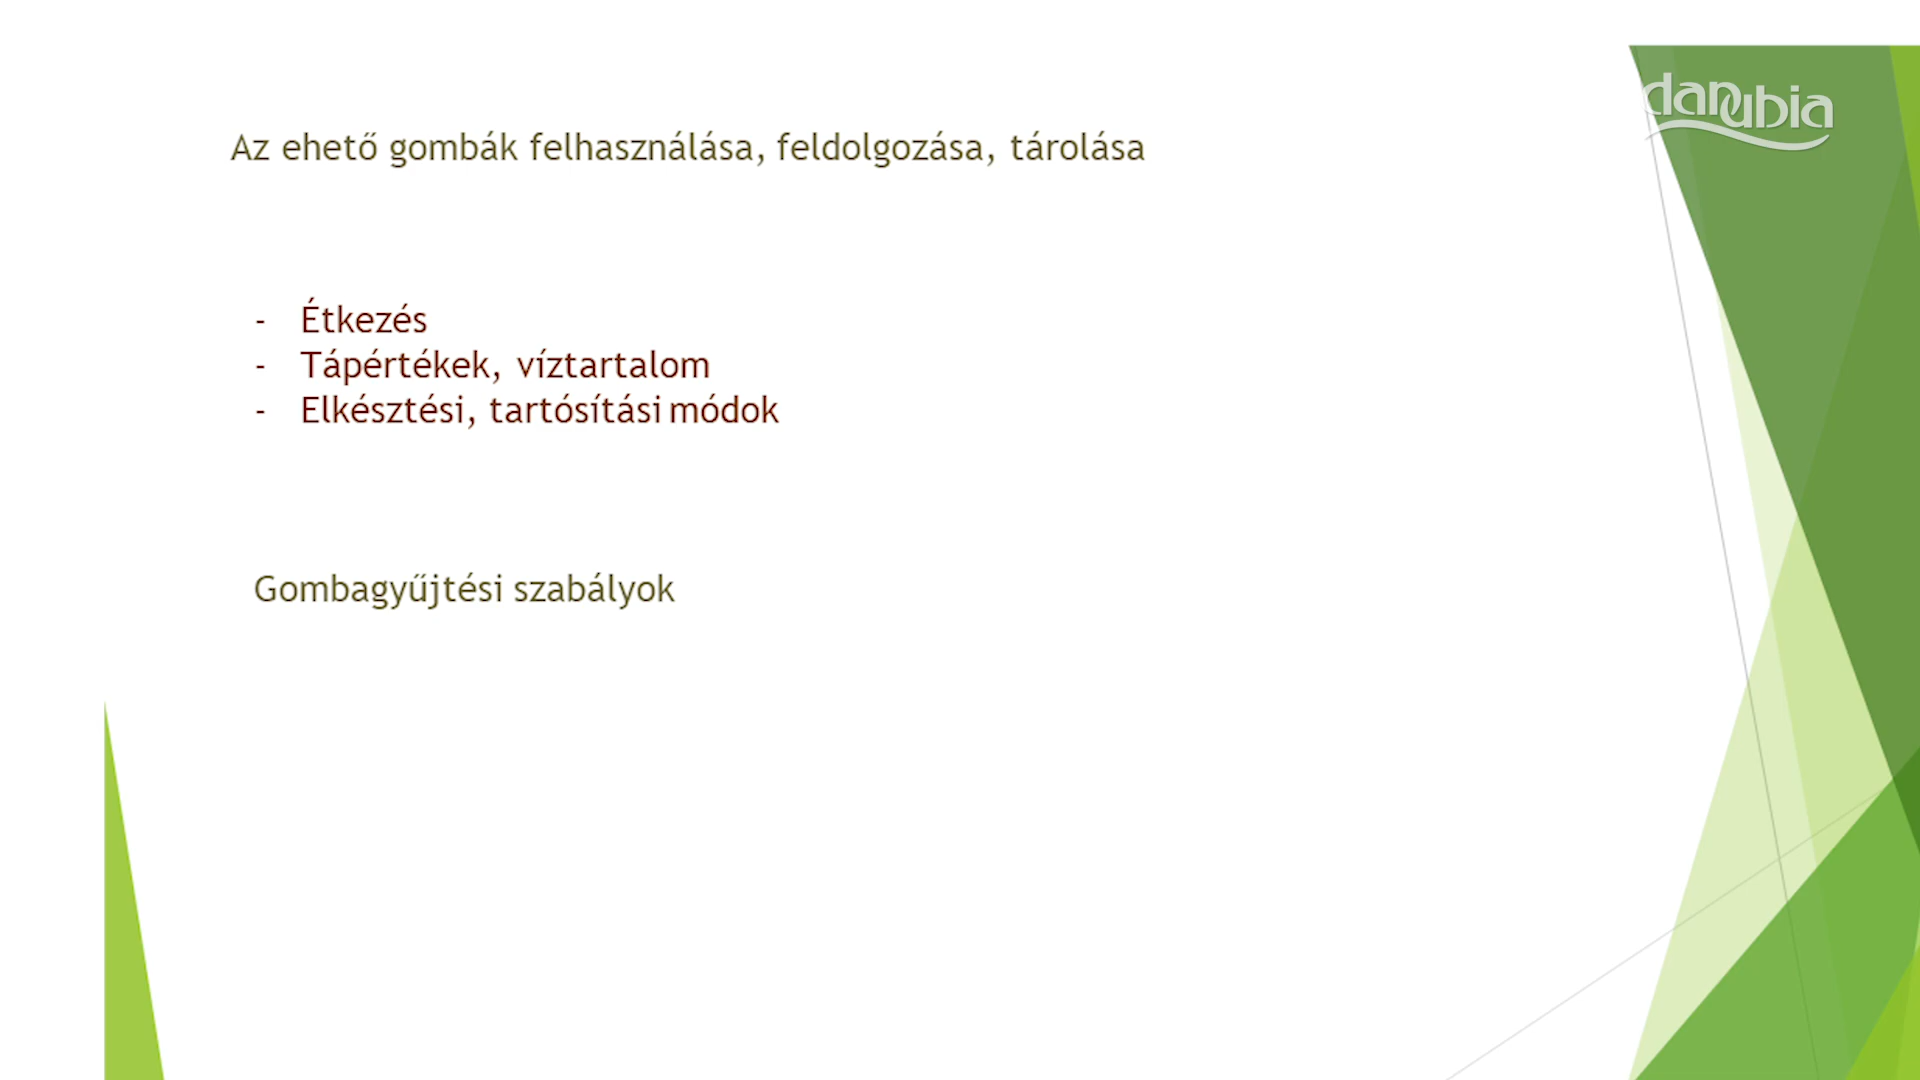 danubia
Az ehető gombák felhasználása, feldolgozása, tárolása
- Étkezés
- Tápértékek, víztartalom
- Elkésztési, tartósítási módok
Gombagyűjtési szabályok